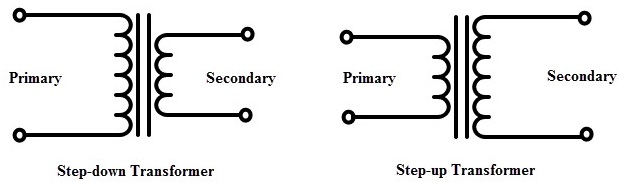 Primary
Secondary
Step-down Transformer
Primary
Secondary
Step-up Transformer